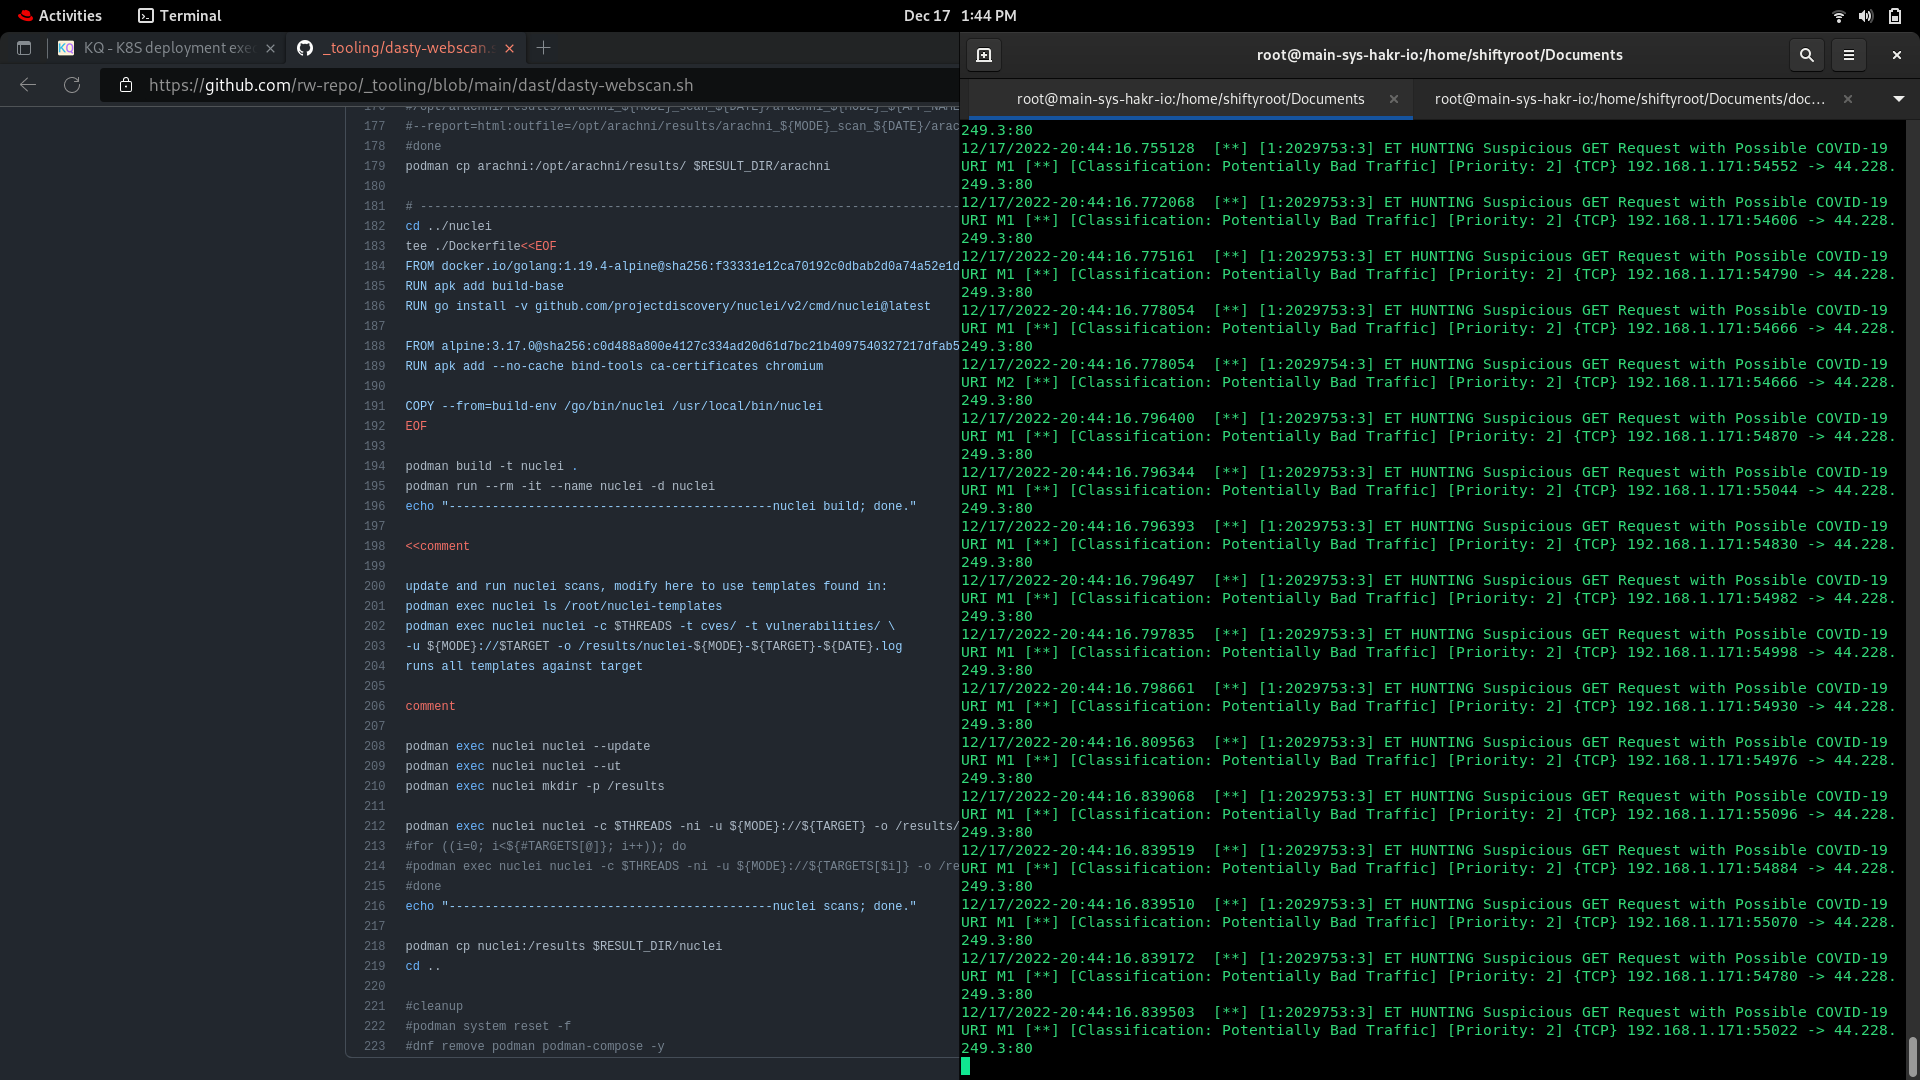 Activities
Terminal
Dec 17 1:44 PM
KQ - K8S deployment exe
_tooling/dasty-webscan.s
https://github.com/rw-repo/_tooling/blob/main/dast/dasty-webscan.sh
177 #--report=html:outfile=/opt/arachni/results/arachni_${MODE}_scan_${DATE}/arac
178 #done
179 podman cp arachni:/opt/arachni/results/ $RESULT_DIR/arachni
180
181 # ---------------------------------------------------------------------------
182 cd ../nuclei
183 tee ./Dockerfile<<EOF
184 FROM docker.io/golang:1.19.4-alpine@sha256:f33331e12ca70192c0dbab2d0a74a52e1d
185 RUN apk add build-base
186 RUN go install -v github.com/projectdiscovery/nuclei/v2/cmd/nuclei@latest
187
188 FROM alpine:3.17.0@sha256:c0d488a800e4127c334ad20d61d7bc21b4097540327217dfab5
189 RUN apk add --no-cache bind-tools ca-certificates chromium
190
191 COPY --from=build-env /go/bin/nuclei /usr/local/bin/nuclei
192 EOF
193
194 podman build -t nuclei .
195 podman run --rm -it --name nuclei -d nuclei
196 echo "---------------------------------------------nuclei build; done."
197
198 <<comment
199
200 update and run nuclei scans, modify here to use templates found in:
201 podman exec nuclei ls /root/nuclei-templates
202 podman exec nuclei nuclei -c $THREADS -t cves/ -t vulnerabilities/ \
203 -u ${MODE}://$TARGET -o /results/nuclei-${MODE}-${TARGET}-${DATE}.log
204 runs all templates against target
205
206 comment
207
208 podman exec nuclei nuclei --update
209 podman exec nuclei nuclei --ut
210 podman exec nuclei mkdir -p /results
211
212 podman exec nuclei nuclei -c $THREADS -ni -u ${MODE}://${TARGET} -o /results/
213 #for ((i=0; i<${#TARGETS[@]}; i++)); do
214 #podman exec nuclei nuclei -c $THREADS -ni -u ${MODE}://${TARGETS[$i]} -o /re
215 #done
216 echo "---------------------------------------------nuclei scans; done."
217
218 podman cp nuclei:/results $RESULT_DIR/nuclei
219 cd ..
220
221 #cleanup
222 #podman system reset -f
223 #dnf remove podman podman-compose -y
root@main-sys-hakr-io:/home/shiftyroot/Documents
root@main-sys-hakr-io:/home/shiftyroot/Documents
root@main-sys-hakr-io:/home/shiftyroot/Documents/doc...
249.3:80
12/17/2022-20:44:16.755128 [**] [1:2029753:3] ET HUNTING Suspicious GET Request with Possible COVID-19
URI M1 [**] [Classification: Potentially Bad Traffic] [Priority: 2] {TCP} 192.168.1.171:54552 -> 44.228.
249.3:80
12/17/2022-20:44:16.772068 [**] [1:2029753:3] ET HUNTING Suspicious GET Request with Possible COVID-19
URI M1 [**] [Classification: Potentially Bad Traffic] [Priority: 2] {TCP} 192.168.1.171:54606 -> 44.228.
249.3:80
12/17/2022-20:44:16.775161 [**] [1:2029753:3] ET HUNTING Suspicious GET Request with Possible COVID-19
URI M1 [**] [Classification: Potentially Bad Traffic] [Priority: 2] {TCP} 192.168.1.171:54790 -> 44.228.
249.3:80
12/17/2022-20:44:16.778054 [**] [1:2029753:3] ET HUNTING Suspicious GET Request with Possible COVID-19
URI M1 [**] [Classification: Potentially Bad Traffic] [Priority: 2] {TCP} 192.168.1.171:54666 -> 44.228.
249.3:80
12/17/2022-20:44:16.778054 [**] [1:2029754:3] ET HUNTING Suspicious GET Request with Possible COVID-19
URI M2 [**] [Classification: Potentially Bad Traffic] [Priority: 2] {TCP} 192.168.1.171:54666 -> 44.228.
249.3:80
12/17/2022-20:44:16.796400 [**] [1:2029753:3] ET HUNTING Suspicious GET Request with Possible COVID-19
URI M1 [**] [Classification: Potentially Bad Traffic] [Priority: 2] {TCP} 192.168.1.171:54870 -> 44.228.
249.3:80
12/17/2022-20:44:16.796344 [**] [1:2029753:3] ET HUNTING Suspicious GET Request with Possible COVID-19
URI M1 [**] [Classification: Potentially Bad Traffic] [Priority: 2] {TCP} 192.168.1.171:55044 -> 44.228.
249.3:80
12/17/2022-20:44:16.796393 [**] [1:2029753:3] ET HUNTING Suspicious GET Request with Possible COVID-19
URI M1 [**] [Classification: Potentially Bad Traffic] [Priority: 2] {TCP} 192.168.1.171:54830 -> 44.228.
249.3:80
12/17/2022-20:44:16.796497 [**] [1:2029753:3] ET HUNTING Suspicious GET Request with Possible COVID-19
URI M1 [**] [Classification: Potentially Bad Traffic] [Priority: 2] {TCP} 192.168.1.171:54982 -> 44.228.
249.3:80
12/17/2022-20:44:16.797835 [**] [1:2029753:3] ET HUNTING Suspicious GET Request with Possible COVID-19
URI M1 [**] [Classification: Potentially Bad Traffic] [Priority: 2] {TCP} 192.168.1.171:54998 -> 44.228.
249.3:80
12/17/2022-20:44:16.798661 [**] [1:2029753:3] ET HUNTING Suspicious GET Request with Possible COVID-19
URI M1 [**] [Classification: Potentially Bad Traffic] [Priority: 2] {TCP} 192.168.1.171:54930 -> 44.228.
249.3:80
12/17/2022-20:44:16.809563 [**] [1:2029753:3] ET HUNTING Suspicious GET Request with Possible COVID-19
URI M1 [**] [Classification: Potentially Bad Traffic] [Priority: 2] {TCP} 192.168.1.171:54976 -> 44.228.
249.3:80
12/17/2022-20:44:16.839068 [**] [1:2029753:3] ET HUNTING Suspicious GET Request with Possible COVID-19
URI M1 [**] [Classification: Potentially Bad Traffic] [Priority: 2] {TCP} 192.168.1.171:55096 -> 44.228.
249.3:80
12/17/2022-20:44:16.839519 [**] [1:2029753:3] ET HUNTING Suspicious GET Request with Possible COVID-19
URI M1 [**] [Classification: Potentially Bad Traffic] [Priority: 2] {TCP} 192.168.1.171:54884 -> 44.228.
249.3:80
12/17/2022-20:44:16.839510 [**] [1:2029753:3] ET HUNTING Suspicious GET Request with Possible COVID-19
URI M1 [**] [Classification: Potentially Bad Traffic] [Priority: 2] {TCP} 192.168.1.171:55070 -> 44.228.
249.3:80
12/17/2022-20:44:16.839172 [**] [1:2029753:3] ET HUNTING Suspicious GET Request with Possible COVID-19
URI M1 [**] [Classification: Potentially Bad Traffic] [Priority: 2] {TCP} 192.168.1.171:54780 -> 44.228.
249.3:80
12/17/2022-20:44:16.839503 [**] [1:2029753:3] ET HUNTING Suspicious GET Request with Possible COVID-19
URI M1 [**] [Classification: Potentially Bad Traffic] [Priority: 2] {TCP} 192.168.1.171:55022 -> 44.228.
249.3:80